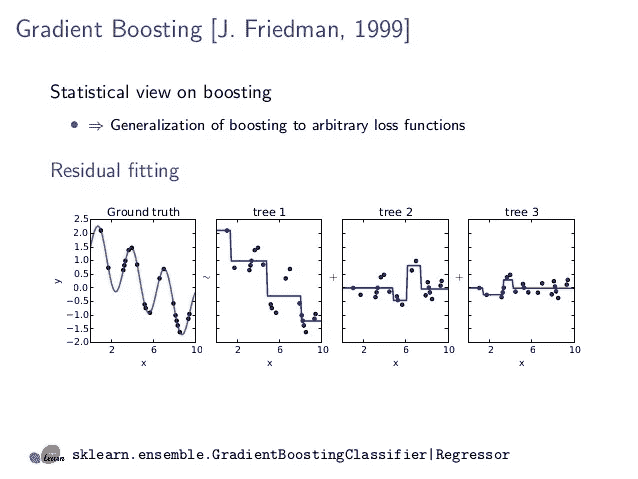 Gradient Boosting [J. Friedman, 1999]
Statistical view on boosting
• ⇒ Generalization of boosting to arbitrary loss functions
Residual fitting
Ground truth
tree 1
tree 2
tree 3
2.5
2.0
1.5
1.0
0.5
0.0
−0.5
−1.0
−1.5
−2.0
y
~
+
+
2 6 10
2 6 10
2 6 10
2 6 10
x
x
x
x
learn
sklearn.ensemble.GradientBoostingClassifier|Regressor